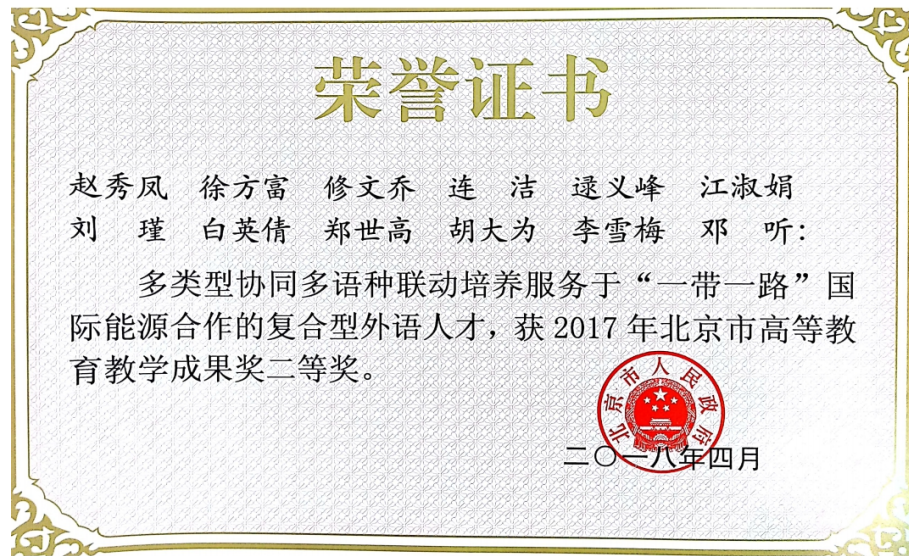 荣誉证书
赵秀凤 徐方富 修文乔 连 洁 逯义峰 江淑娟
刘 瑾 白英倩 郑世高 胡大为 李雪梅 邓 听:
多类型协同多语种联动培养服务于“一带一路”国
际能源合作的复合型外语人才，获 2017 年北京市高等教
育教学成果奖二等奖。
北京市人民政府
二〇一八年四月